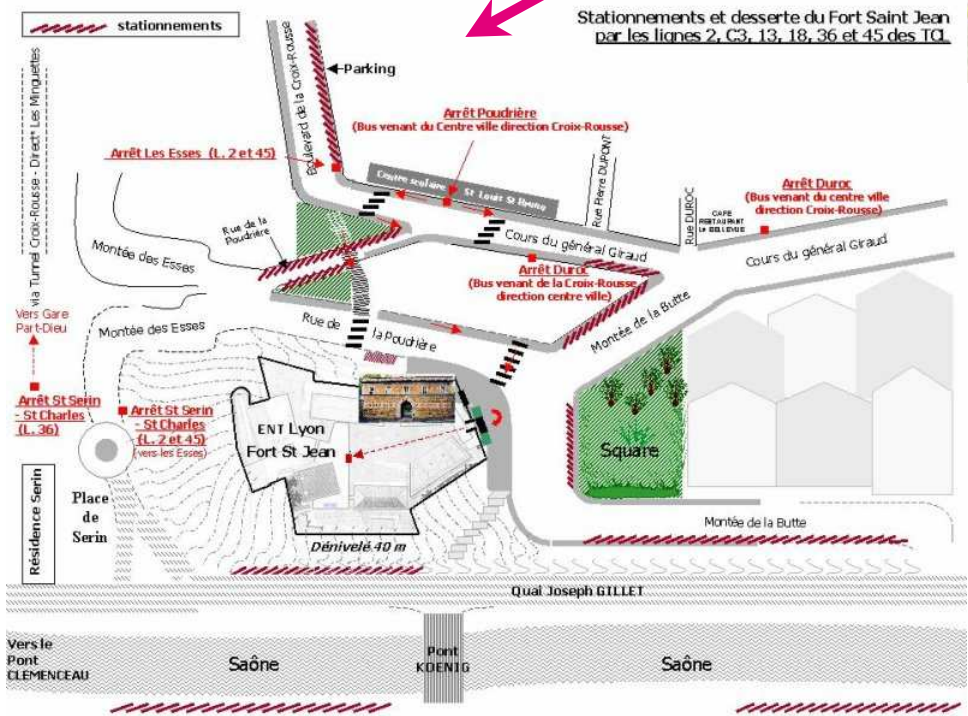 stationnements
Stationnements et desserte du Fort Saint Jean
par les lignes 2, C3, 13, 18, 36 et 45 des TCL
Parking
Boulevard de la Croix-Rousse
Arrêt Poudrière
(Bus venant du Centre ville direction Croix-Rousse)
Arrêt Les Esses (L. 2 et 45)
Centre scolaire St Louis St Bruno
Rue Pierre DUPONT
Rue DUROC
CAFE
RESTAURANT
LE BELLEVUE
Arrêt Duroc
(Bus venant du centre ville
direction Croix-Rousse)
via Tunnel Croix-Rousse - Direct° Les Minguettes
Rue de la
Poudrière
Montée des Esses
Cours du général Giraud
Cours du général Giraud
Arrêt Duroc
(Bus venant de la Croix-Rousse
direction centre ville)
Montée de la Butte
Vers Gare
Part-Dieu
Montée des Esses
Rue de
la Poudrière
Arrêt St Serin
- St Charles
(L. 36)
Arrêt St Serin
- St Charles
(L. 2 et 45)
(vers les Esses)
ENT Lyon
Fort St Jean
Square
Résidence Serin
Place
de
Serin
Dénivelé 40 m
Montée de la Butte
Quai Joseph GILLET
Vers le
Pont
CLEMENCEAU
Saône
Pont
KOENIG
Saône